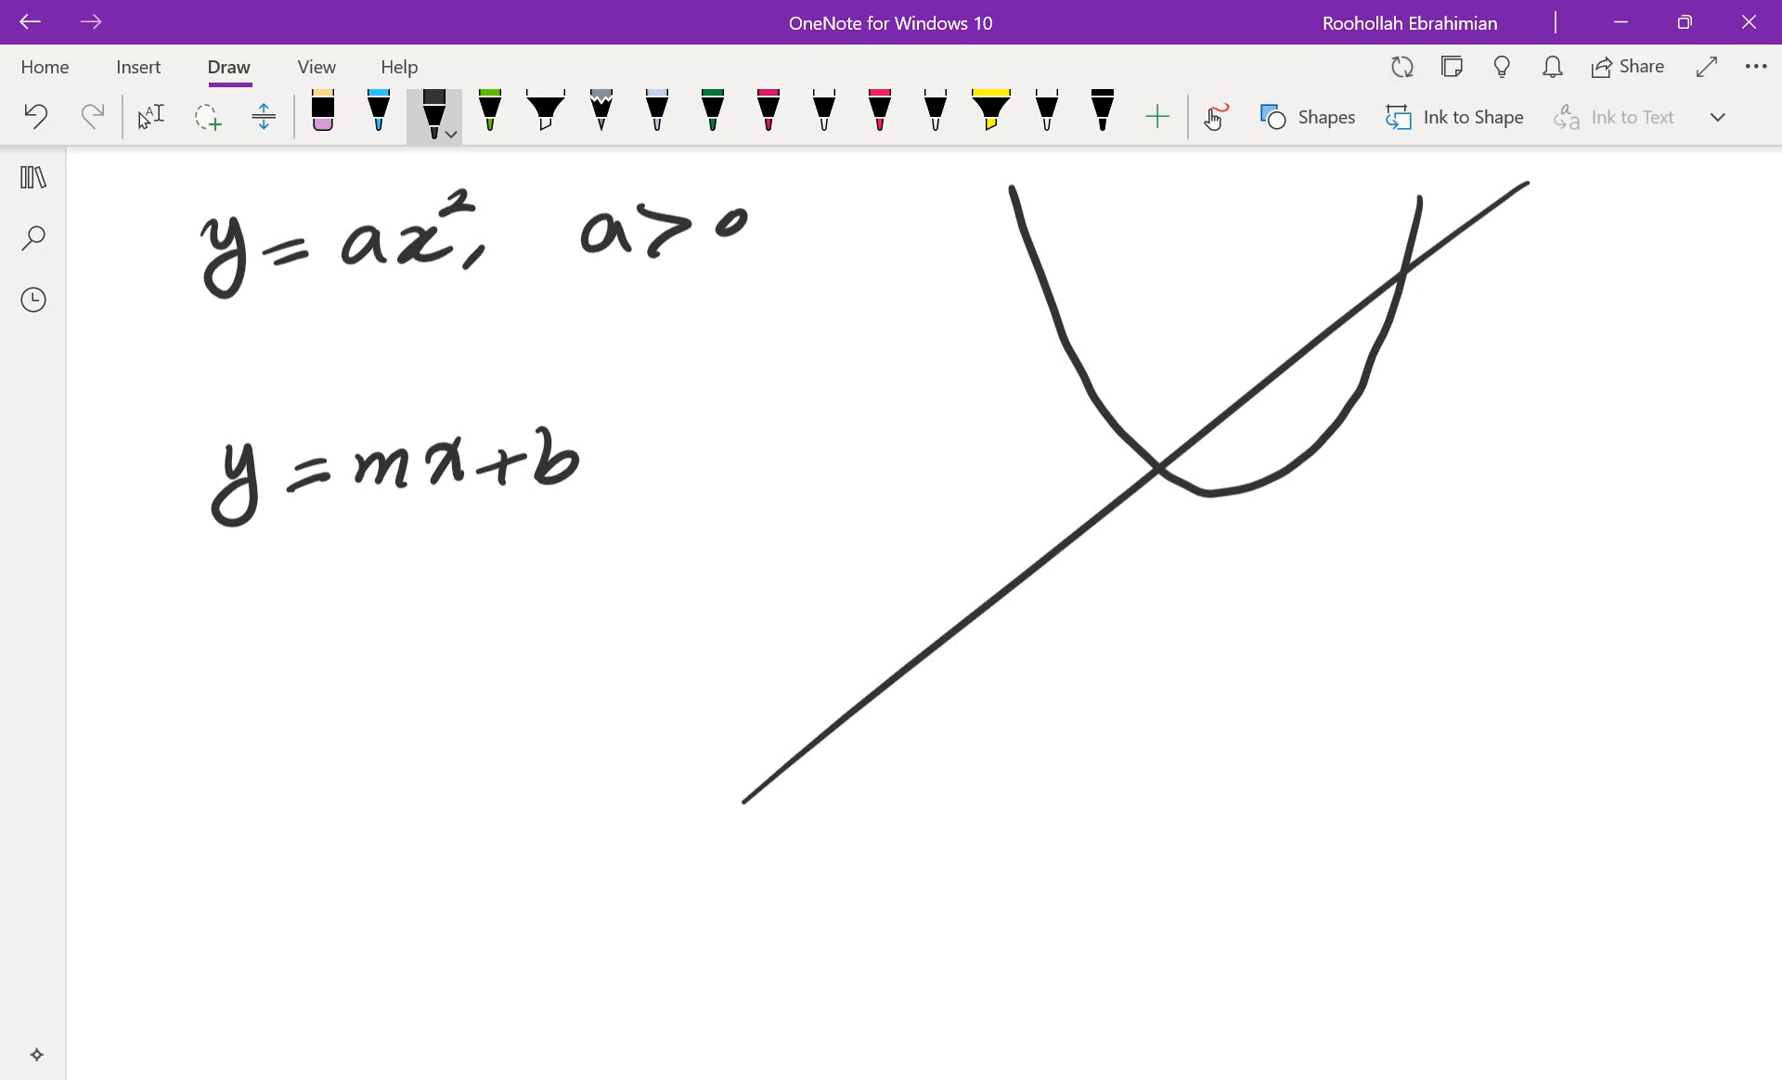 OneNote for Windows 10
Roohollah Ebrahimian
Home Insert Draw View Help
Share
Shapes Ink to Shape Ink to Text
y = ax², a > 0
y = mx + b